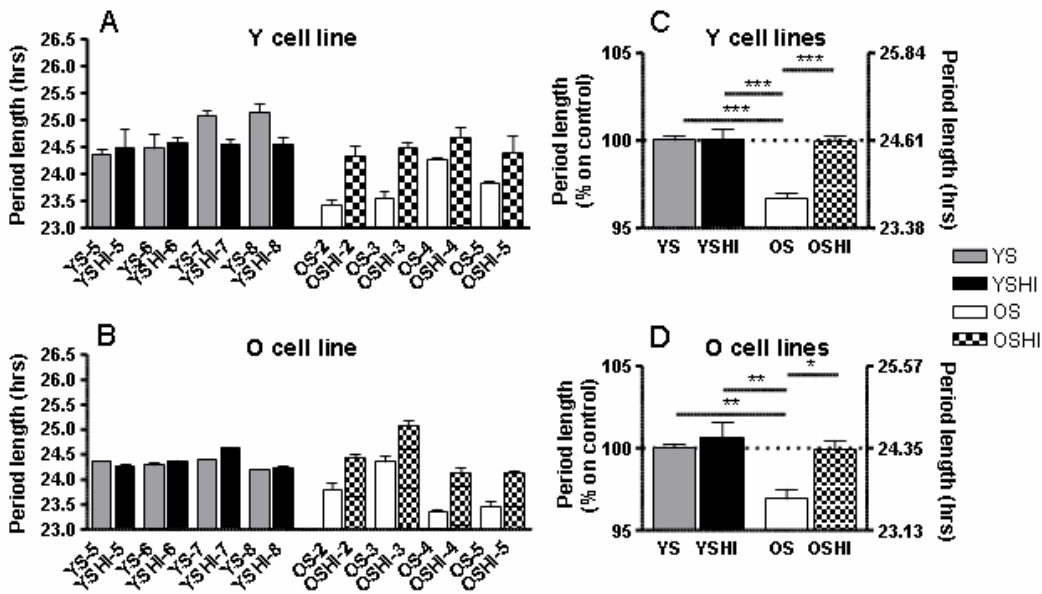 A
Y cell line
Period length (hrs)
26.5
26.0
25.5
25.0
24.5
24.0
23.5
23.0
YS-5
YSHI-5
YS-6
YSHI-6
YS-7
YSHI-7
YS-8
YSHI-8
OS-2
OSHI-2
OS-3
OSHI-3
OS-4
OSHI-4
OS-5
OSHI-5
C
Y cell lines
Period length
(% on control)
105
100
95
***
***
***
25.84
24.61
23.38
Period length (hrs)
YS
YSHI
OS
OSHI
YS
YSHI
OS
OSHI
B
O cell line
Period length (hrs)
26.5
26.0
25.5
25.0
24.5
24.0
23.5
23.0
YS-5
YSHI-5
YS-6
YSHI-6
YS-7
YSHI-7
YS-8
YSHI-8
OS-2
OSHI-2
OS-3
OSHI-3
OS-4
OSHI-4
OS-5
OSHI-5
D
O cell lines
Period length
(% on control)
105
100
95
*
**
**
25.57
24.35
23.13
Period length (hrs)
YS
YSHI
OS
OSHI